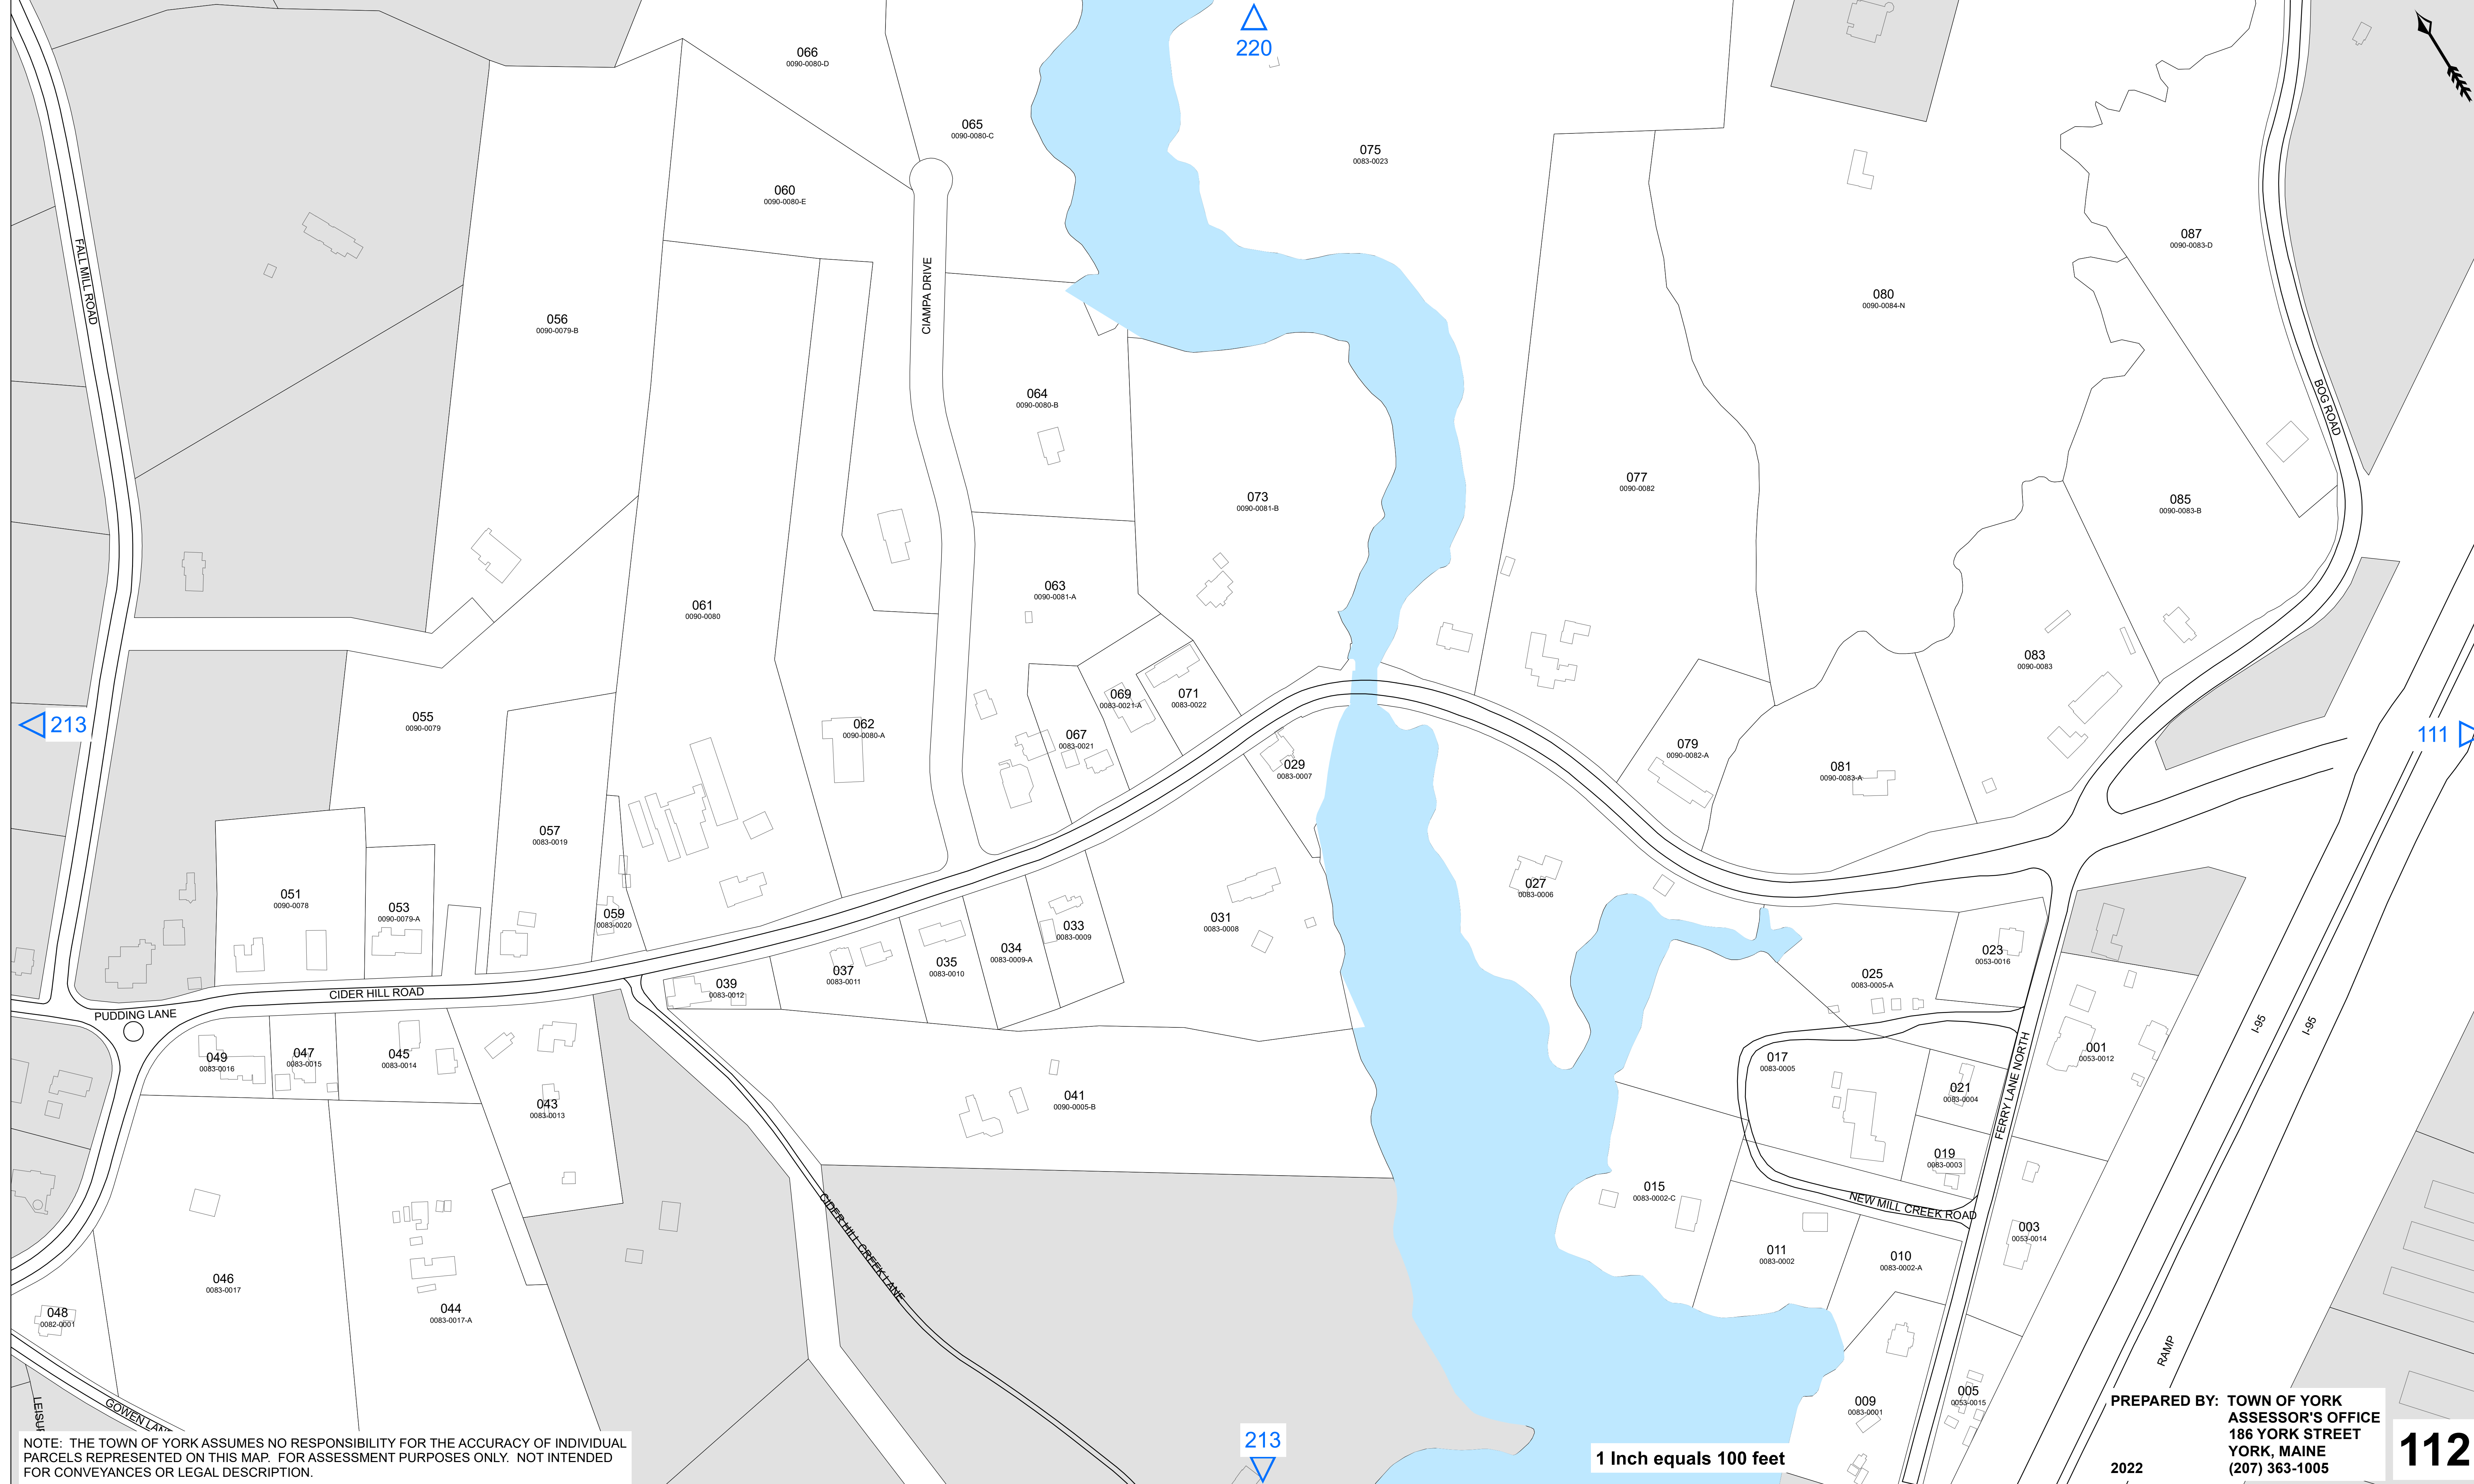 220
066
0090-0080-D
065
0090-0080-C
075
0083-0023
060
0090-0080-E
087
0090-0083-D
FALL MILL ROAD
CIAMPA DRIVE
080
0090-0084-N
056
0090-0079-B
064
0090-0080-B
BOG ROAD
077
0090-0082
073
0090-0081-B
085
0090-0083-B
063
0090-0081-A
061
0090-0080
083
0090-0083
069
0083-0021-A
071
0083-0022
213
055
0090-0079
062
0090-0080-A
067
0083-0021
079
0090-0082-A
111
029
0083-0007
081
0090-0083-A
057
0083-0019
051
0090-0078
053
0090-0079-A
059
0083-0020
031
0083-0008
033
0083-0009
027
0083-0006
034
0083-0009-A
035
0083-0010
037
0083-0011
039
0083-0012
023
0053-0016
025
0083-0005-A
CIDER HILL ROAD
PUDDING LANE
I-95
I-95
049
0083-0016
047
0083-0015
045
0083-0014
017
0083-0005
001
0053-0012
FERRY LANE NORTH
021
0083-0004
043
0083-0013
041
0090-0005-B
019
0083-0003
015
0083-0002-C
NEW MILL CREEK ROAD
003
0053-0014
CIDER HILL CREEK LANE
011
0083-0002
010
0083-0002-A
046
0083-0017
044
0083-0017-A
048
0082-0001
RAMP
009
0083-0001
005
0053-0015
LEISUR
GOWEN LANE
213
NOTE: THE TOWN OF YORK ASSUMES NO RESPONSIBILITY FOR THE ACCURACY OF INDIVIDUAL
PARCELS REPRESENTED ON THIS MAP. FOR ASSESSMENT PURPOSES ONLY. NOT INTENDED
FOR CONVEYANCES OR LEGAL DESCRIPTION.
1 Inch equals 100 feet
PREPARED BY: TOWN OF YORK
ASSESSOR'S OFFICE
186 YORK STREET
YORK, MAINE
2022 (207) 363-1005
112